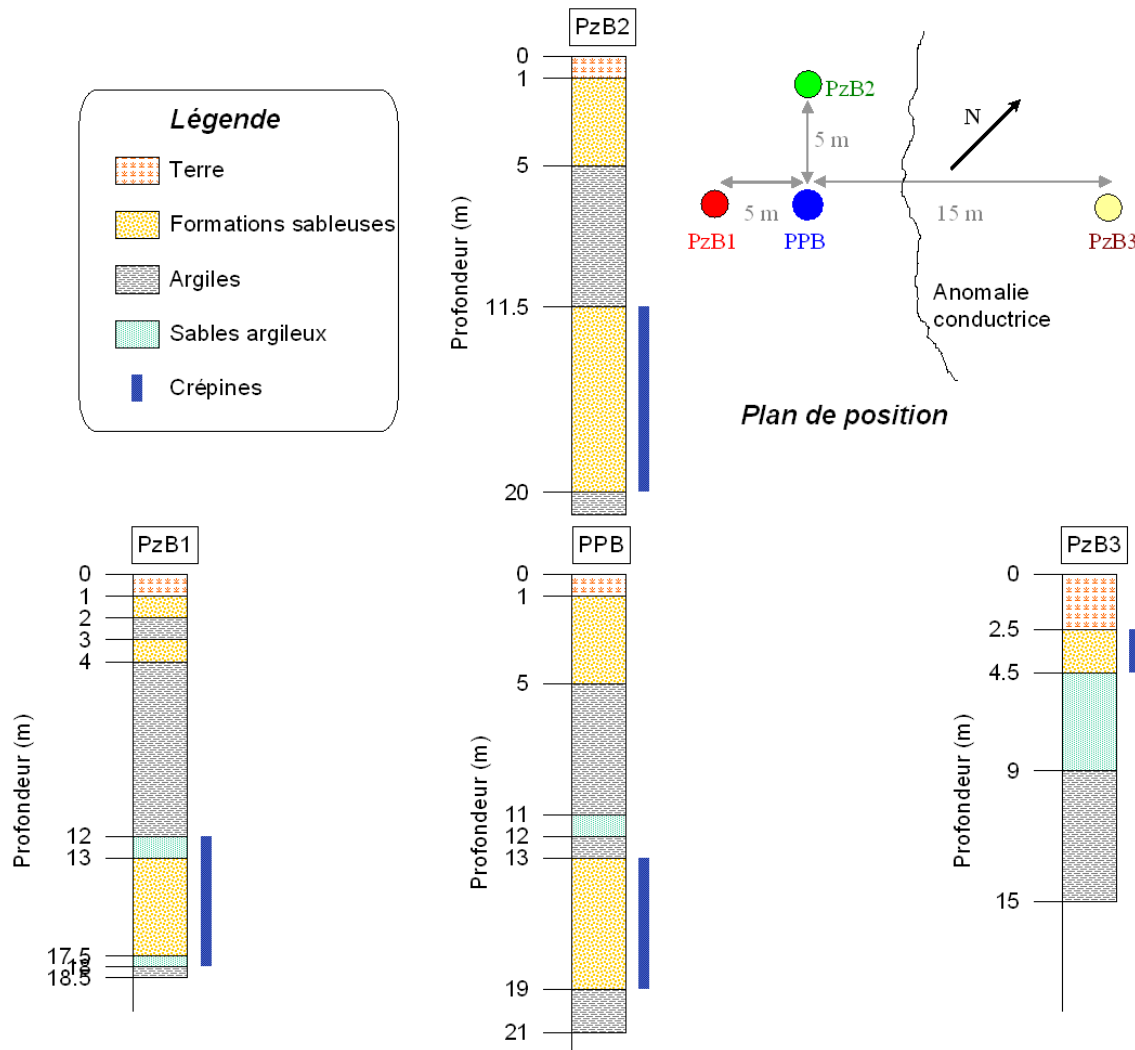 PzB2
0
1
5
11.5
20
Profondeur (m)
Légende
Terre
Formations sableuses
Argiles
Sables argileux
Crépines
PzB2
N
5 m
5 m
15 m
PzB1
PPB
PzB3
Anomalie
conductrice
Plan de position
PzB1
0
1
2
3
4
12
13
17.5
18
18.5
Profondeur (m)
PPB
0
1
5
11
12
13
19
21
Profondeur (m)
PzB3
0
2.5
4.5
9
15
Profondeur (m)